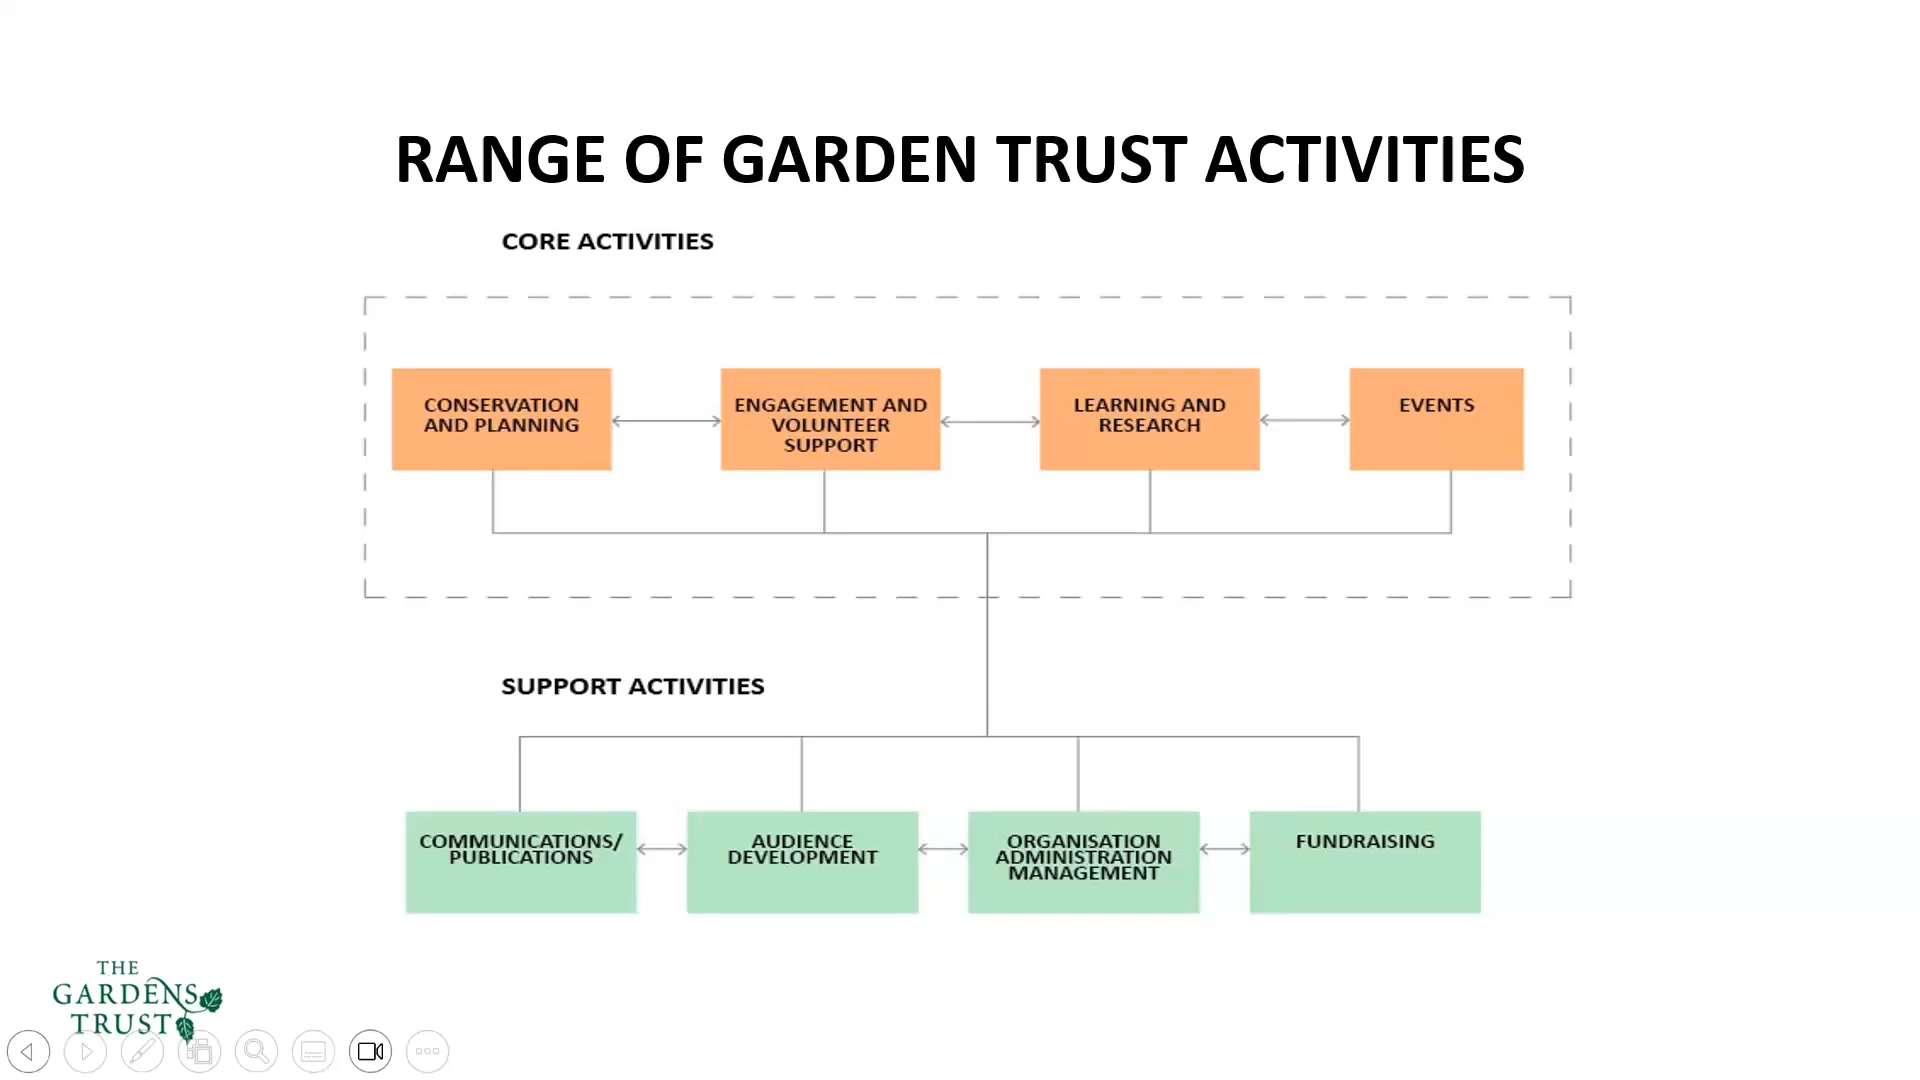 RANGE OF GARDEN TRUST ACTIVITIES
CORE ACTIVITIES
CONSERVATION
AND PLANNING
ENGAGEMENT AND
VOLUNTEER
SUPPORT
LEARNING AND
RESEARCH
EVENTS
SUPPORT ACTIVITIES
COMMUNICATIONS/
PUBLICATIONS
AUDIENCE
DEVELOPMENT
ORGANISATION
ADMINISTRATION
MANAGEMENT
FUNDRAISING
THE
GARDENS
TRUST